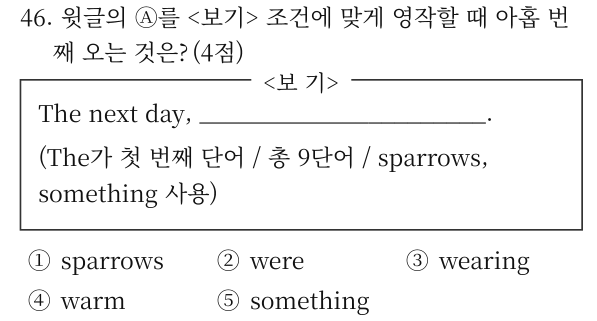 46. 윗글의 Ⓐ를 <보기> 조건에 맞게 영작할 때 아홉 번
째 오는 것은? (4점)
<보 기>
The next day, ______________________.
(The가 첫 번째 단어 / 총 9단어 / sparrows,
something 사용)
① sparrows ② were ③ wearing
④ warm ⑤ something